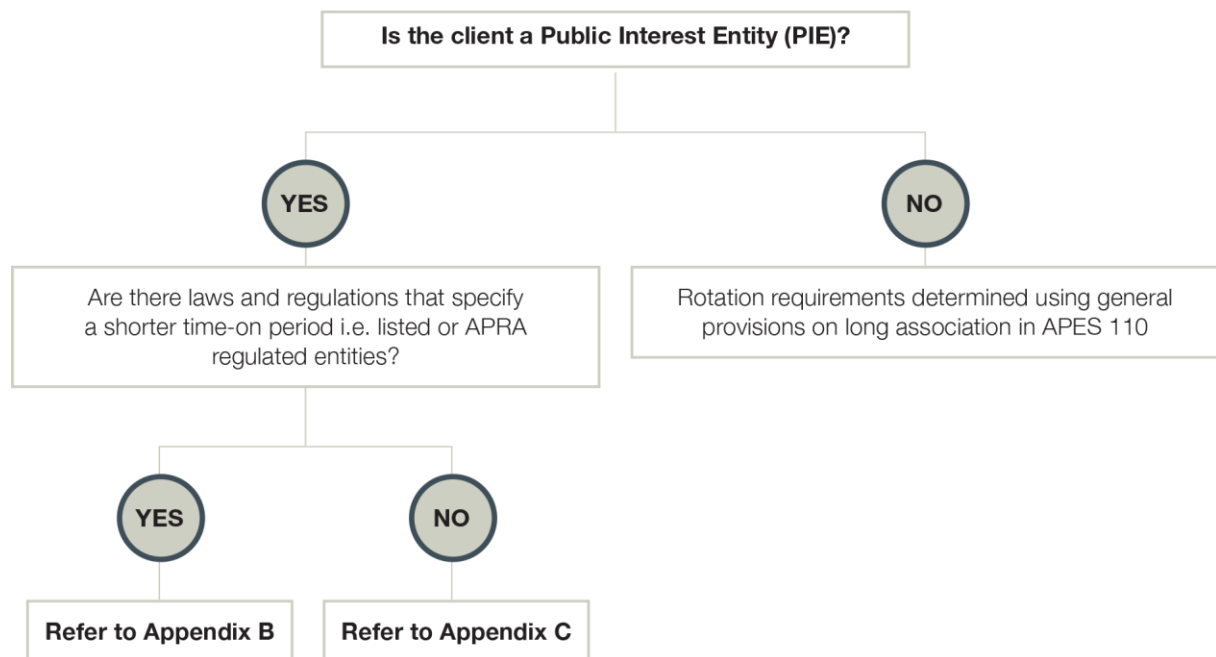 Is the client a Public Interest Entity (PIE)?
YES
NO
Are there laws and regulations that specify
a shorter time-on period i.e. listed or APRA
regulated entities?
Rotation requirements determined using general
provisions on long association in APES 110
YES
NO
Refer to Appendix B
Refer to Appendix C